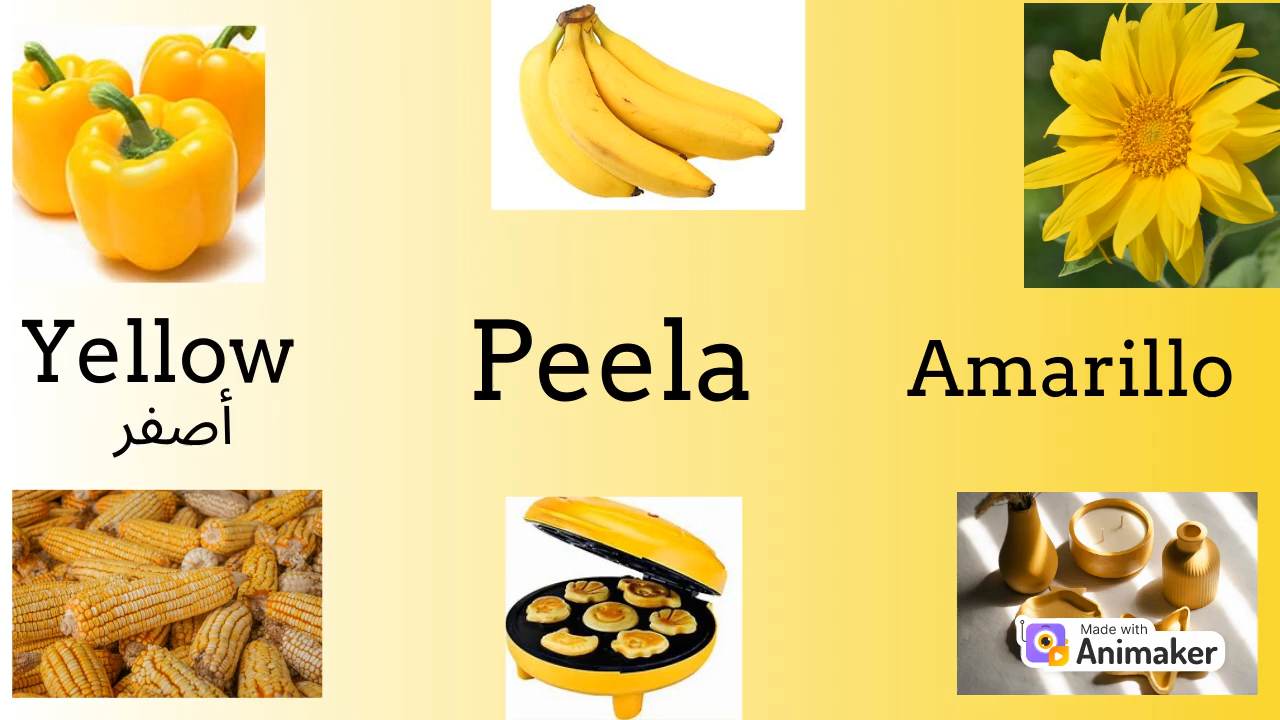 Yellow
أصفر
Peela
Amarillo
Made with
Animaker